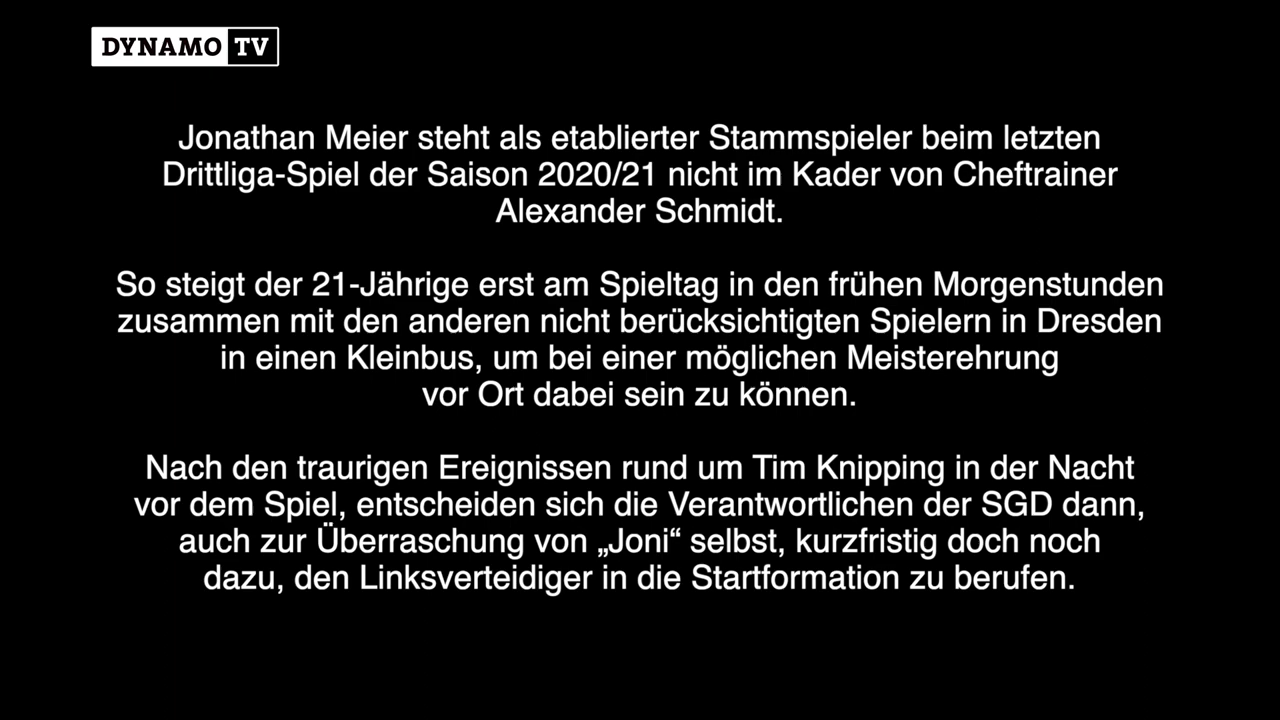 DYNAMO TV
Jonathan Meier steht als etablierter Stammspieler beim letzten
Drittliga-Spiel der Saison 2020/21 nicht im Kader von Cheftrainer
Alexander Schmidt.
So steigt der 21-Jährige erst am Spieltag in den frühen Morgenstunden
zusammen mit den anderen nicht berücksichtigten Spielern in Dresden
in einen Kleinbus, um bei einer möglichen Meisterehrung
vor Ort dabei sein zu können.
Nach den traurigen Ereignissen rund um Tim Knipping in der Nacht
vor dem Spiel, entscheiden sich die Verantwortlichen der SGD dann,
auch zur Überraschung von „Joni“ selbst, kurzfristig doch noch
dazu, den Linksverteidiger in die Startformation zu berufen.